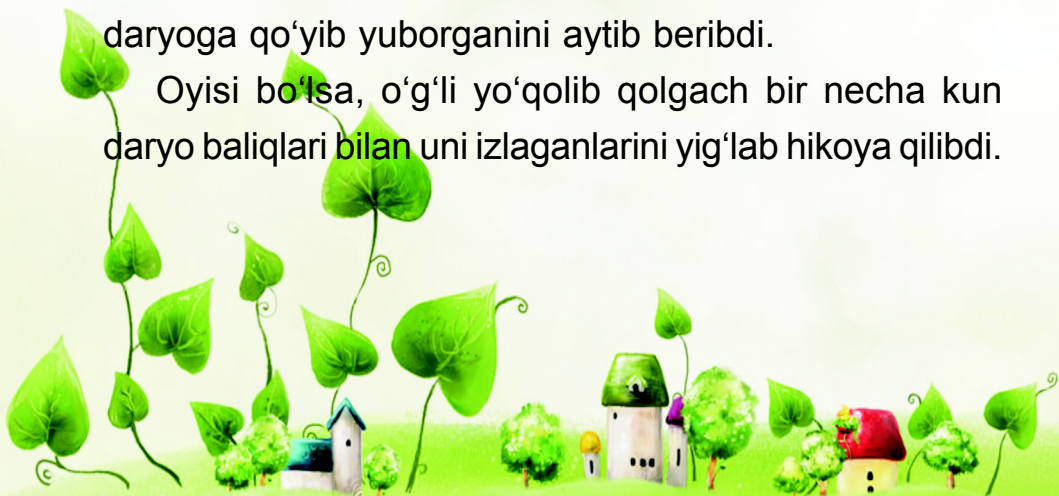 daryoga qo‘yib yuborganini aytib beribdi.
Oyisi bo‘lsa, o‘g‘li yo‘qolib qolgach bir necha kun
daryo baliqlari bilan uni izlaganlarini yig‘lab hikoya qilibdi.